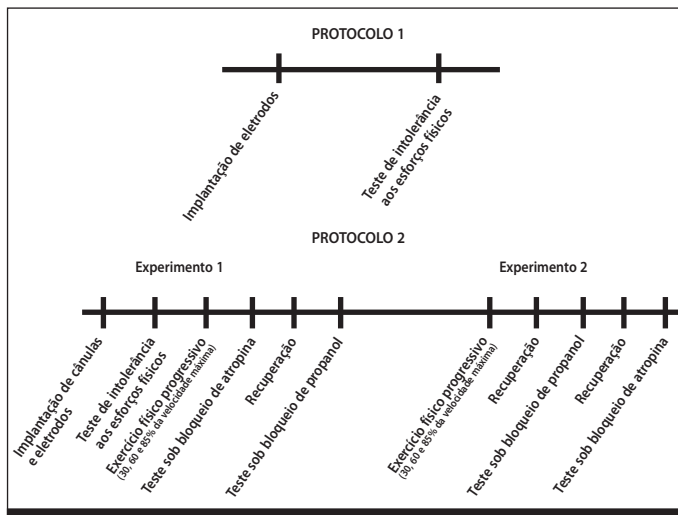 PROTOCOLO 1
Implantação de eletrodos
Teste de intolerância
aos esforços físicos
PROTOCOLO 2
Experimento 1
Experimento 2
Implantação de cânulas
e eletrodos
Teste de intolerância
aos esforços físicos
Exercício físico progressivo
(30, 60 e 85% da velocidade máxima)
Teste sob bloqueio de atropina
Recuperação
Teste sob bloqueio de propanol
Exercício físico progressivo
(30, 60 e 85% da velocidade máxima)
Recuperação
Teste sob bloqueio de propanol
Recuperação
Teste sob bloqueio de atropina